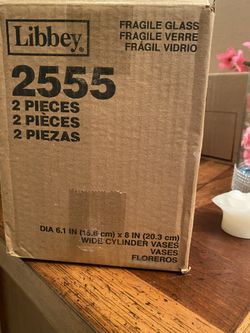 Libbey®
FRAGILE GLASS
FRAGILE VERRE
FRÁGIL VIDRIO
2555
2 PIECES
2 PIÈCES
2 PIEZAS
DIA 6.1 IN (15.6 cm) x 8 IN (20.3 cm)
WIDE CYLINDER VASES
VASES
FLOREROS